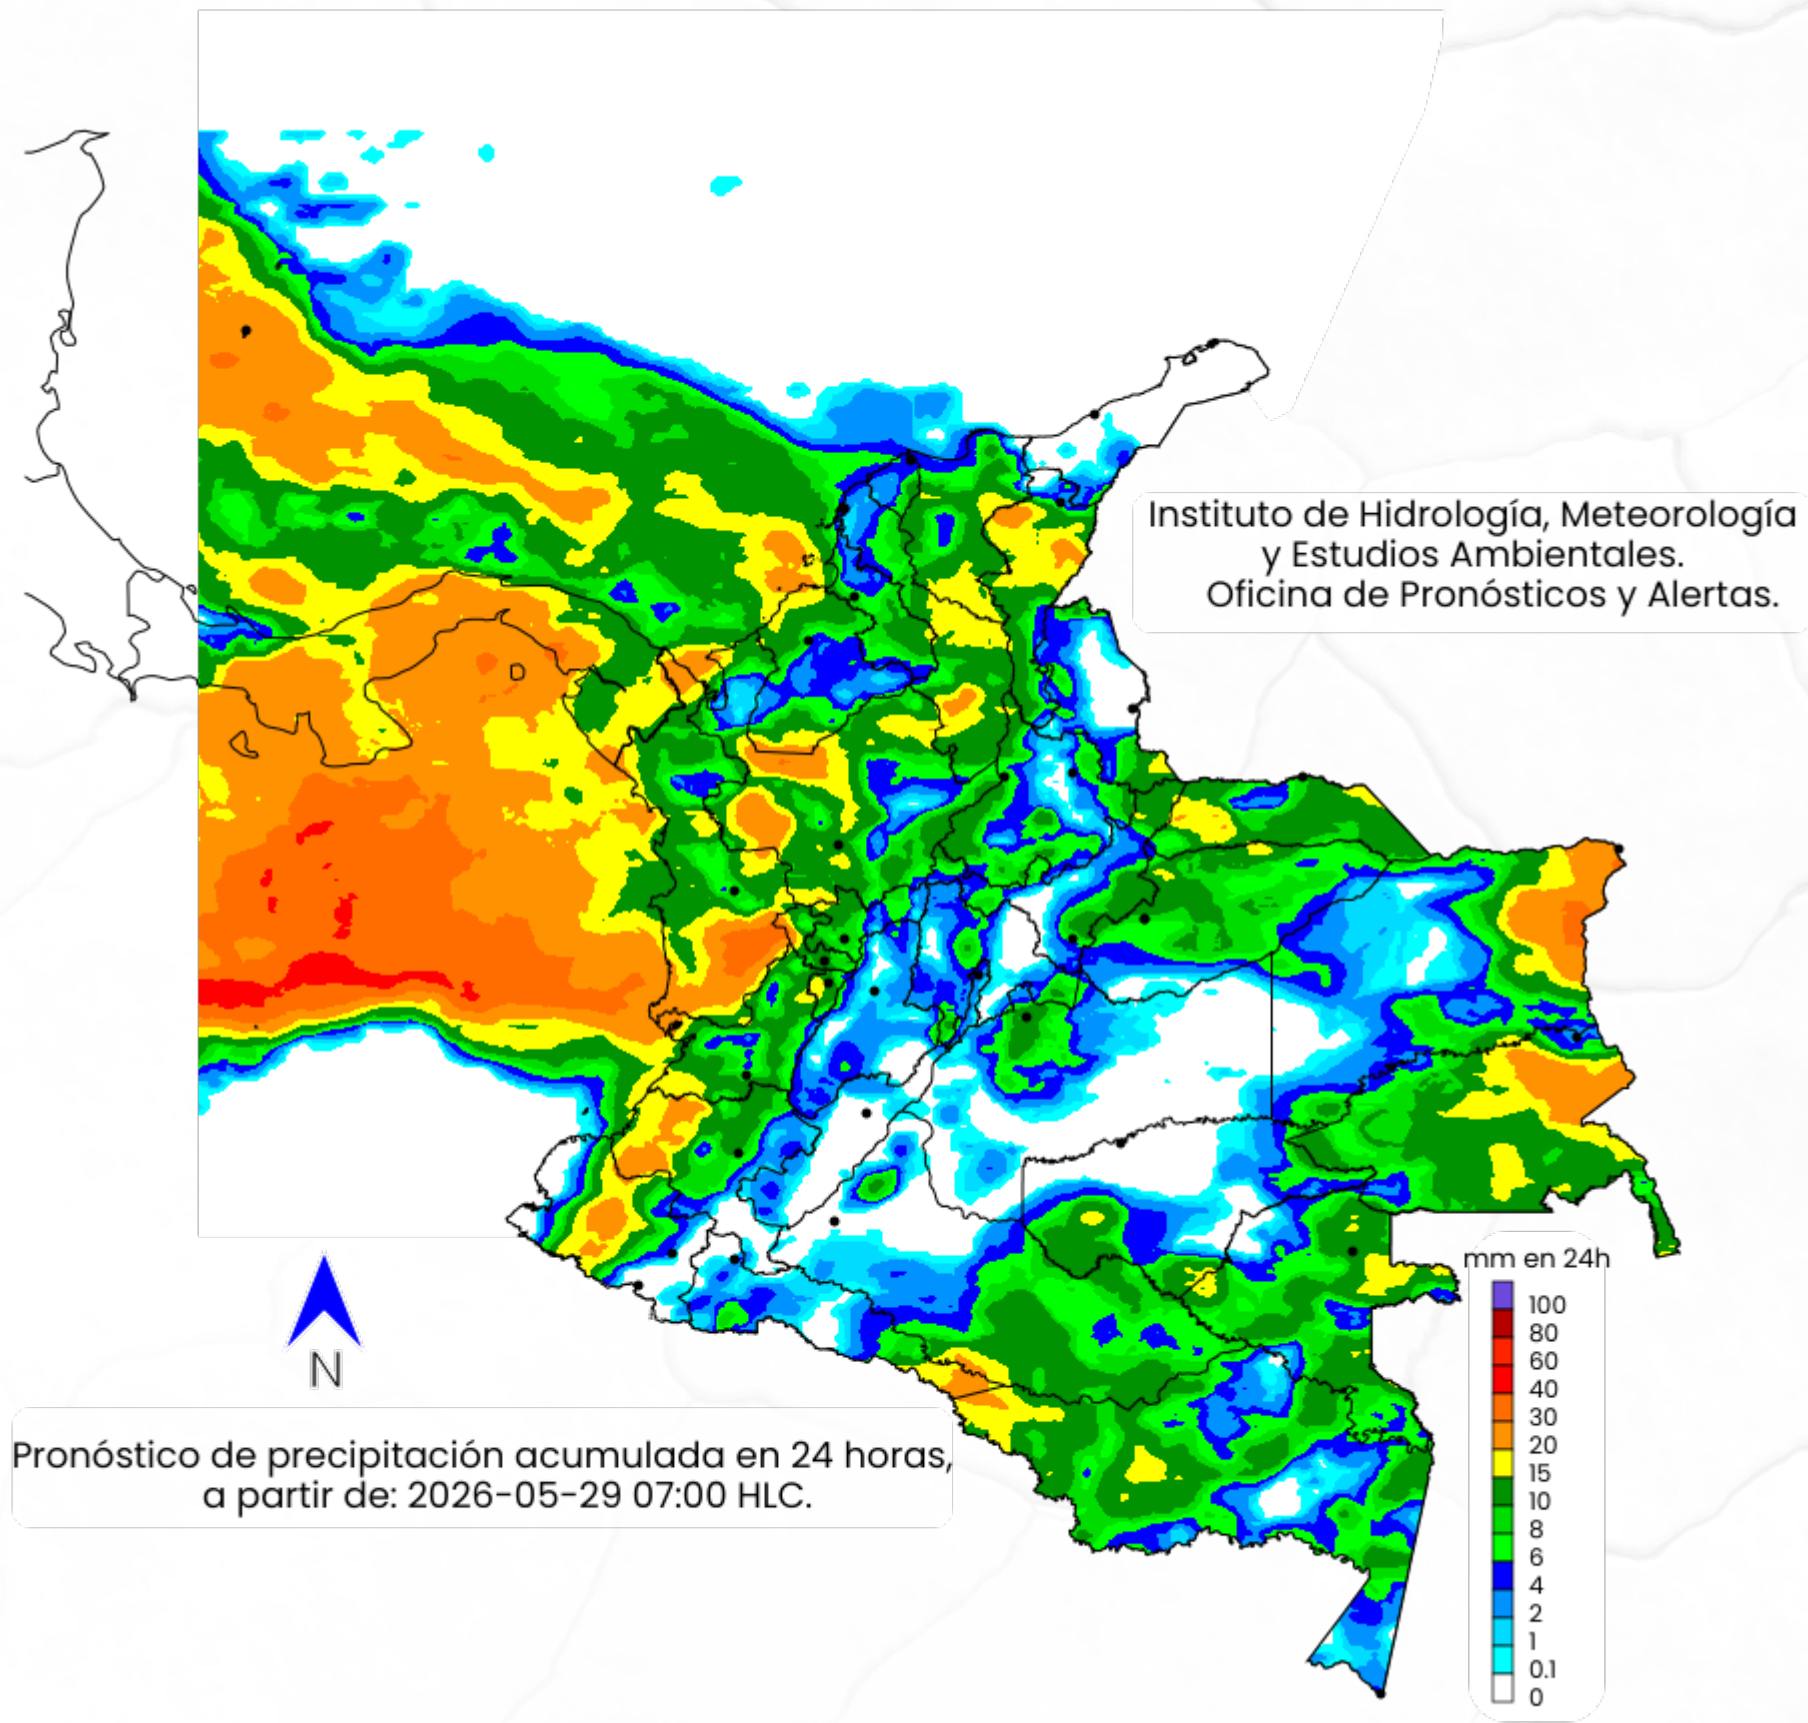 Instituto de Hidrología, Meteorología
y Estudios Ambientales.
Oficina de Pronósticos y Alertas.
mm en 24h
100
80
60
40
30
20
15
10
8
6
4
2
1
0.1
0
N
Pronóstico de precipitación acumulada en 24 horas,
a partir de: 2026-05-29 07:00 HLC.